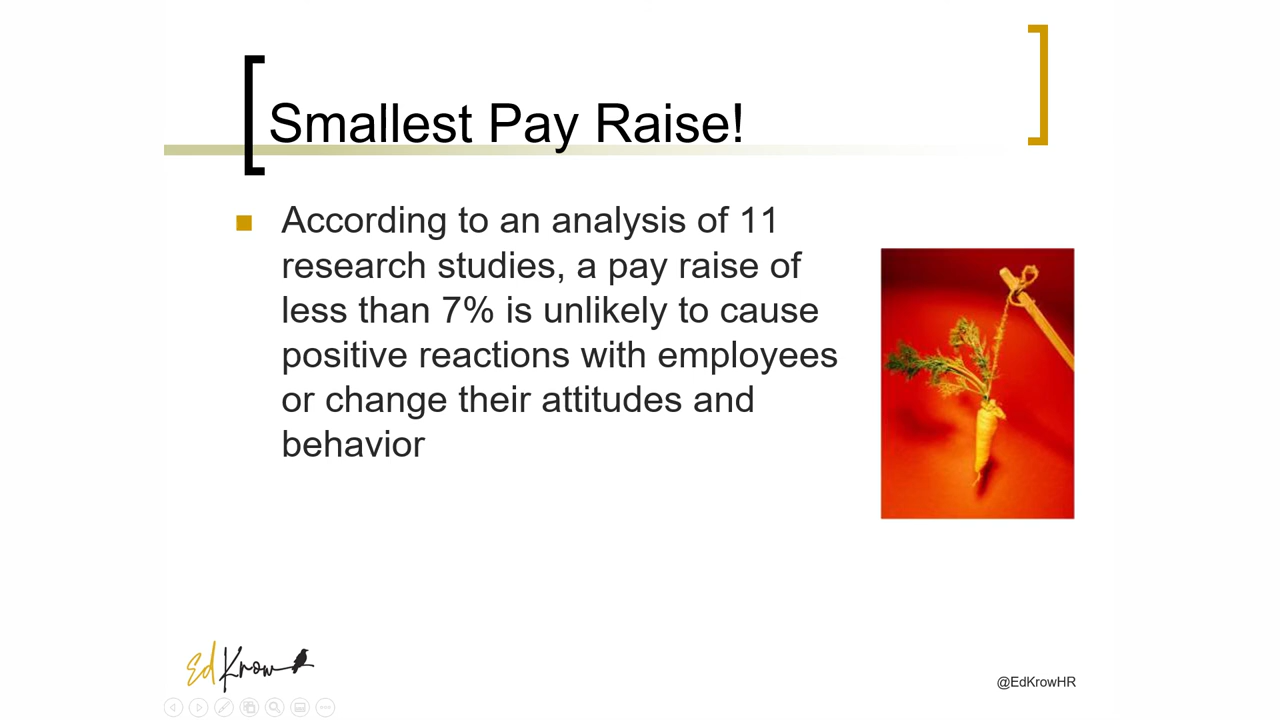 Smallest Pay Raise!
According to an analysis of 11
research studies, a pay raise of
less than 7% is unlikely to cause
positive reactions with employees
or change their attitudes and
behavior
Ed Krow
@EdKrowHR